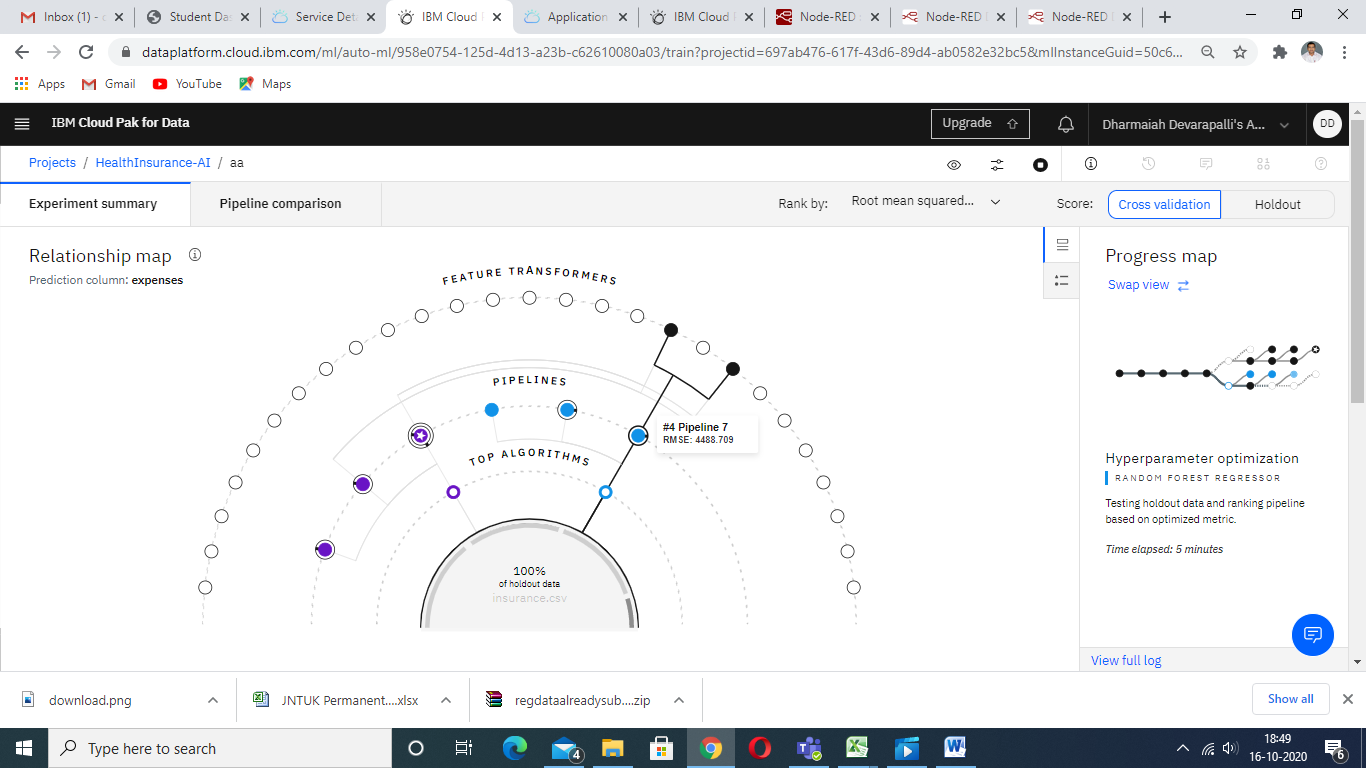 Inbox (1) - d
Student Das
Service Deta
IBM Cloud P
Application
IBM Cloud P
Node-RED S
Node-RED F
Node-RED F
dataplatform.cloud.ibm.com/ml/auto-ml/958e0754-125d-4d13-a23b-c62610080a03/train?projectid=697ab476-617f-43d6-89d4-ab0582e32bc5&mlInstanceGuid=50c6...
Apps
Gmail
YouTube
Maps
IBM Cloud Pak for Data
Upgrade
Dharmaiah Devarapalli's A...
DD
Projects / HealthInsurance-AI / aa
Experiment summary
Pipeline comparison
Rank by:
Root mean squared...
Score:
Cross validation
Holdout
Relationship map
Prediction column: expenses
FEATURE TRANSFORMERS
PIPELINES
TOP ALGORITHMS
#4 Pipeline 7
RMSE: 4488.709
100%
of holdout data
insurance.csv
Progress map
Swap view
Hyperparameter optimization
RANDOM FOREST REGRESSOR
Testing holdout data and ranking pipeline
based on optimized metric.
Time elapsed: 5 minutes
View full log
download.png
JNTUK Permanent....xlsx
regdataalreadysub....zip
Show all
Type here to search
4
18:49
16-10-2020
6